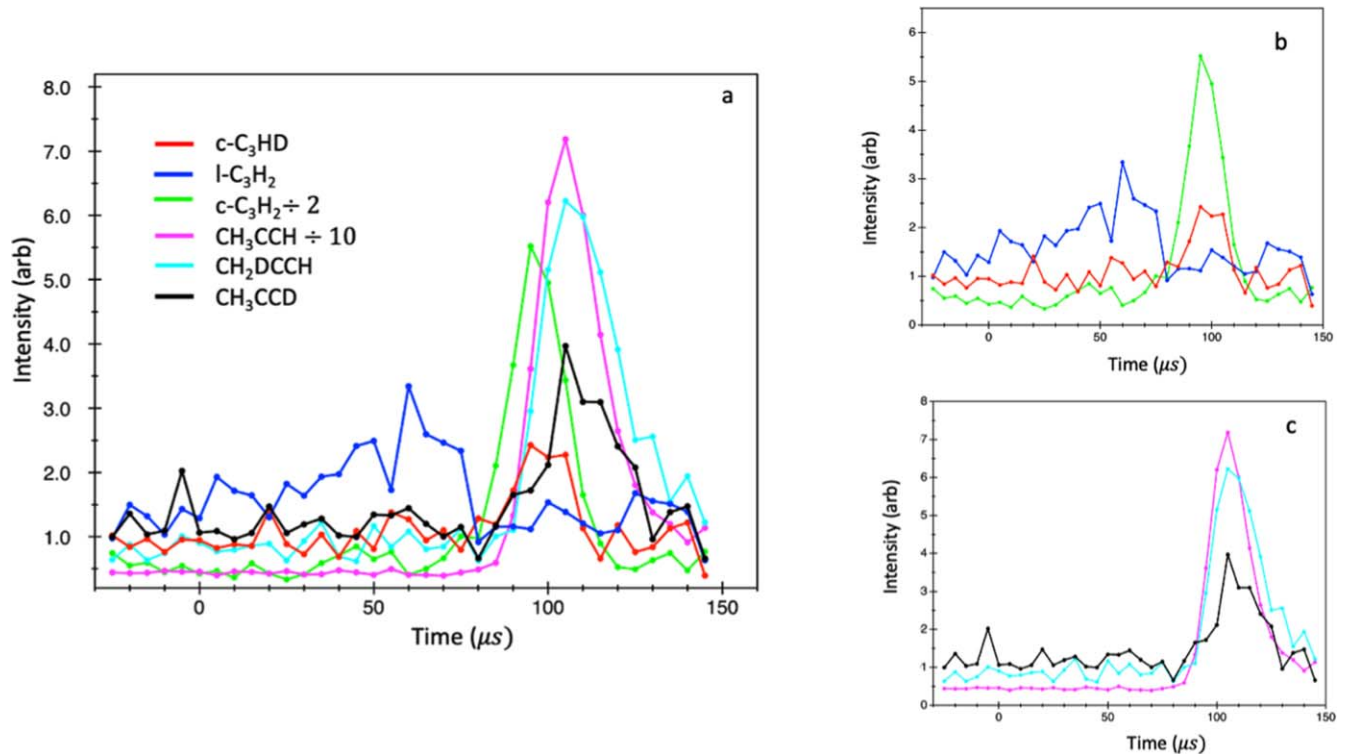 a
8.0
7.0
6.0
5.0
4.0
3.0
2.0
1.0
0
50
100
150
Intensity (arb)
Time (μs)
c-C₃HD
l-C₃H₂
c-C₃H₂÷ 2
CH₃CCH ÷ 10
CH₂DCCH
CH₃CCD
b
6
5
4
3
2
1
0
0
50
100
150
Intensity (arb)
Time (μs)
c
8
7
6
5
4
3
2
1
0
0
50
100
150
Intensity (arb)
Time (μs)